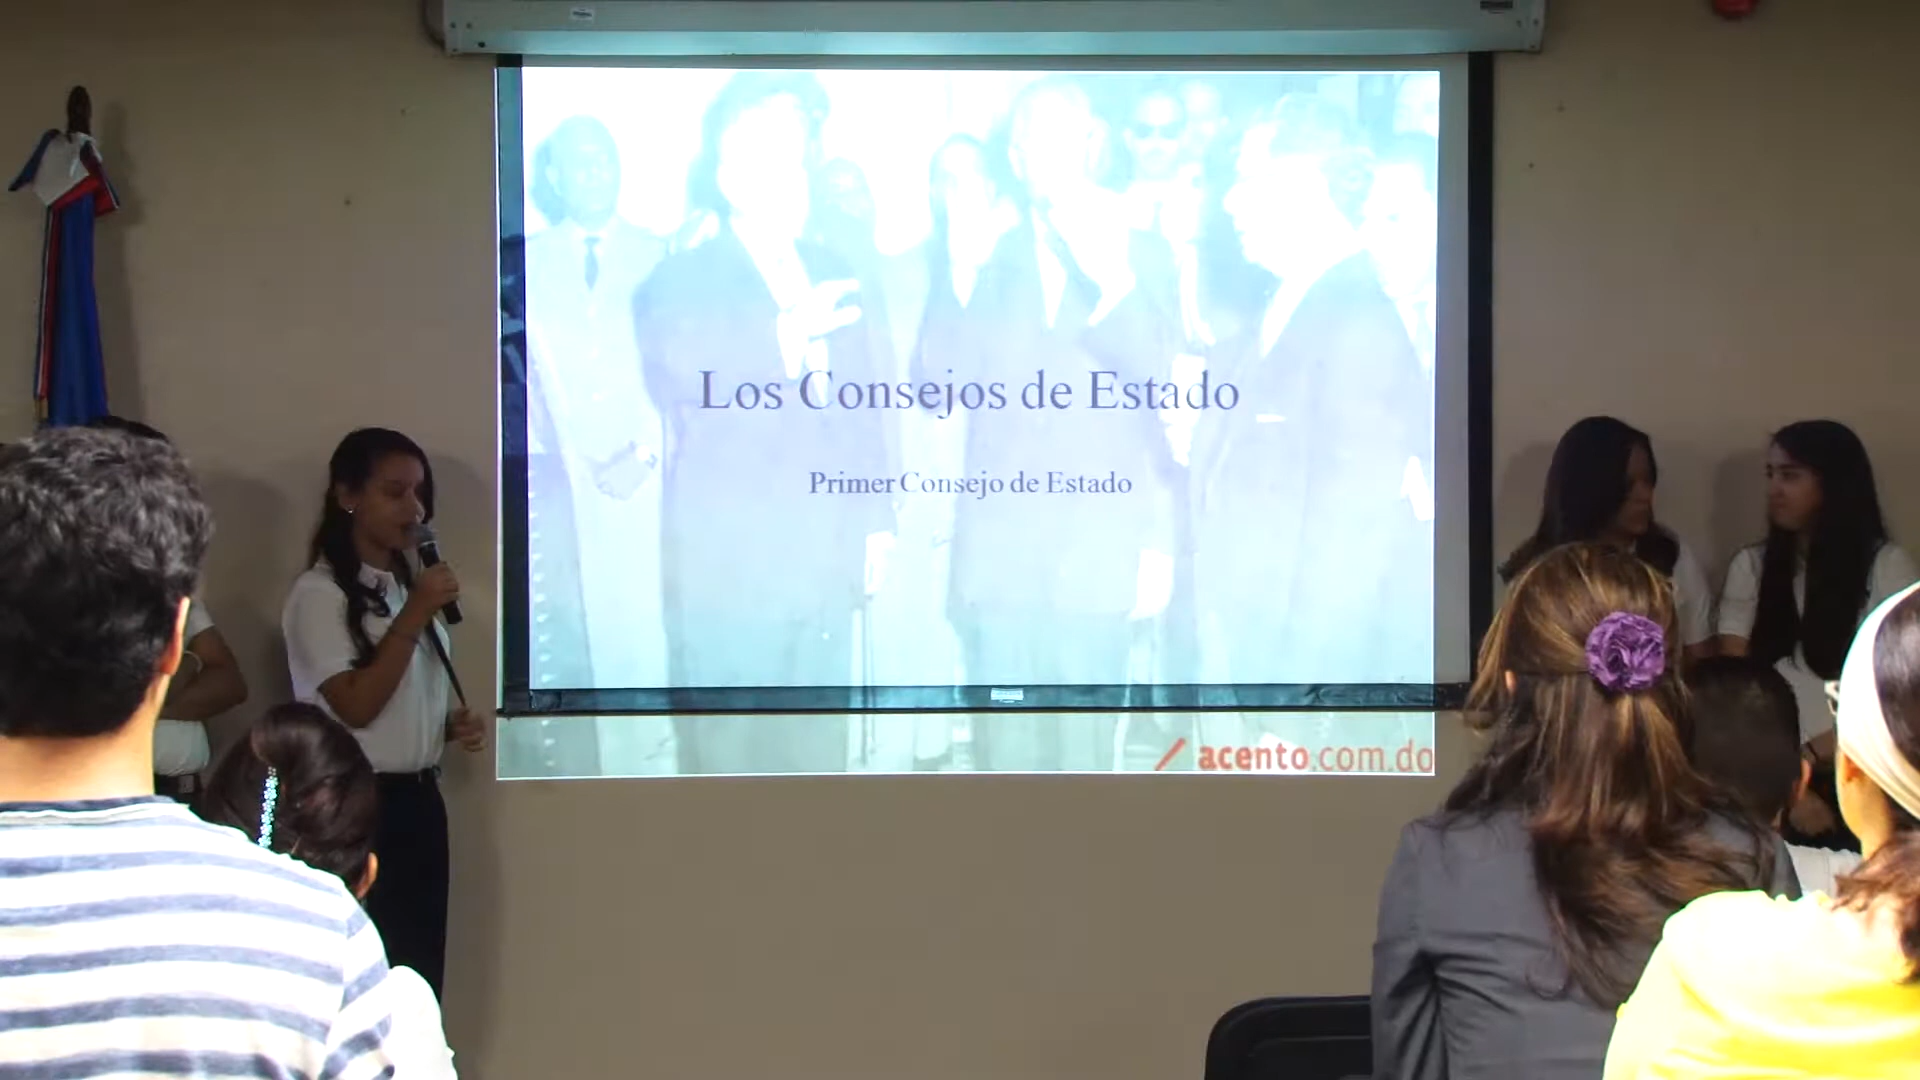 Los Consejos de Estado
Primer Consejo de Estado
acento.com.do